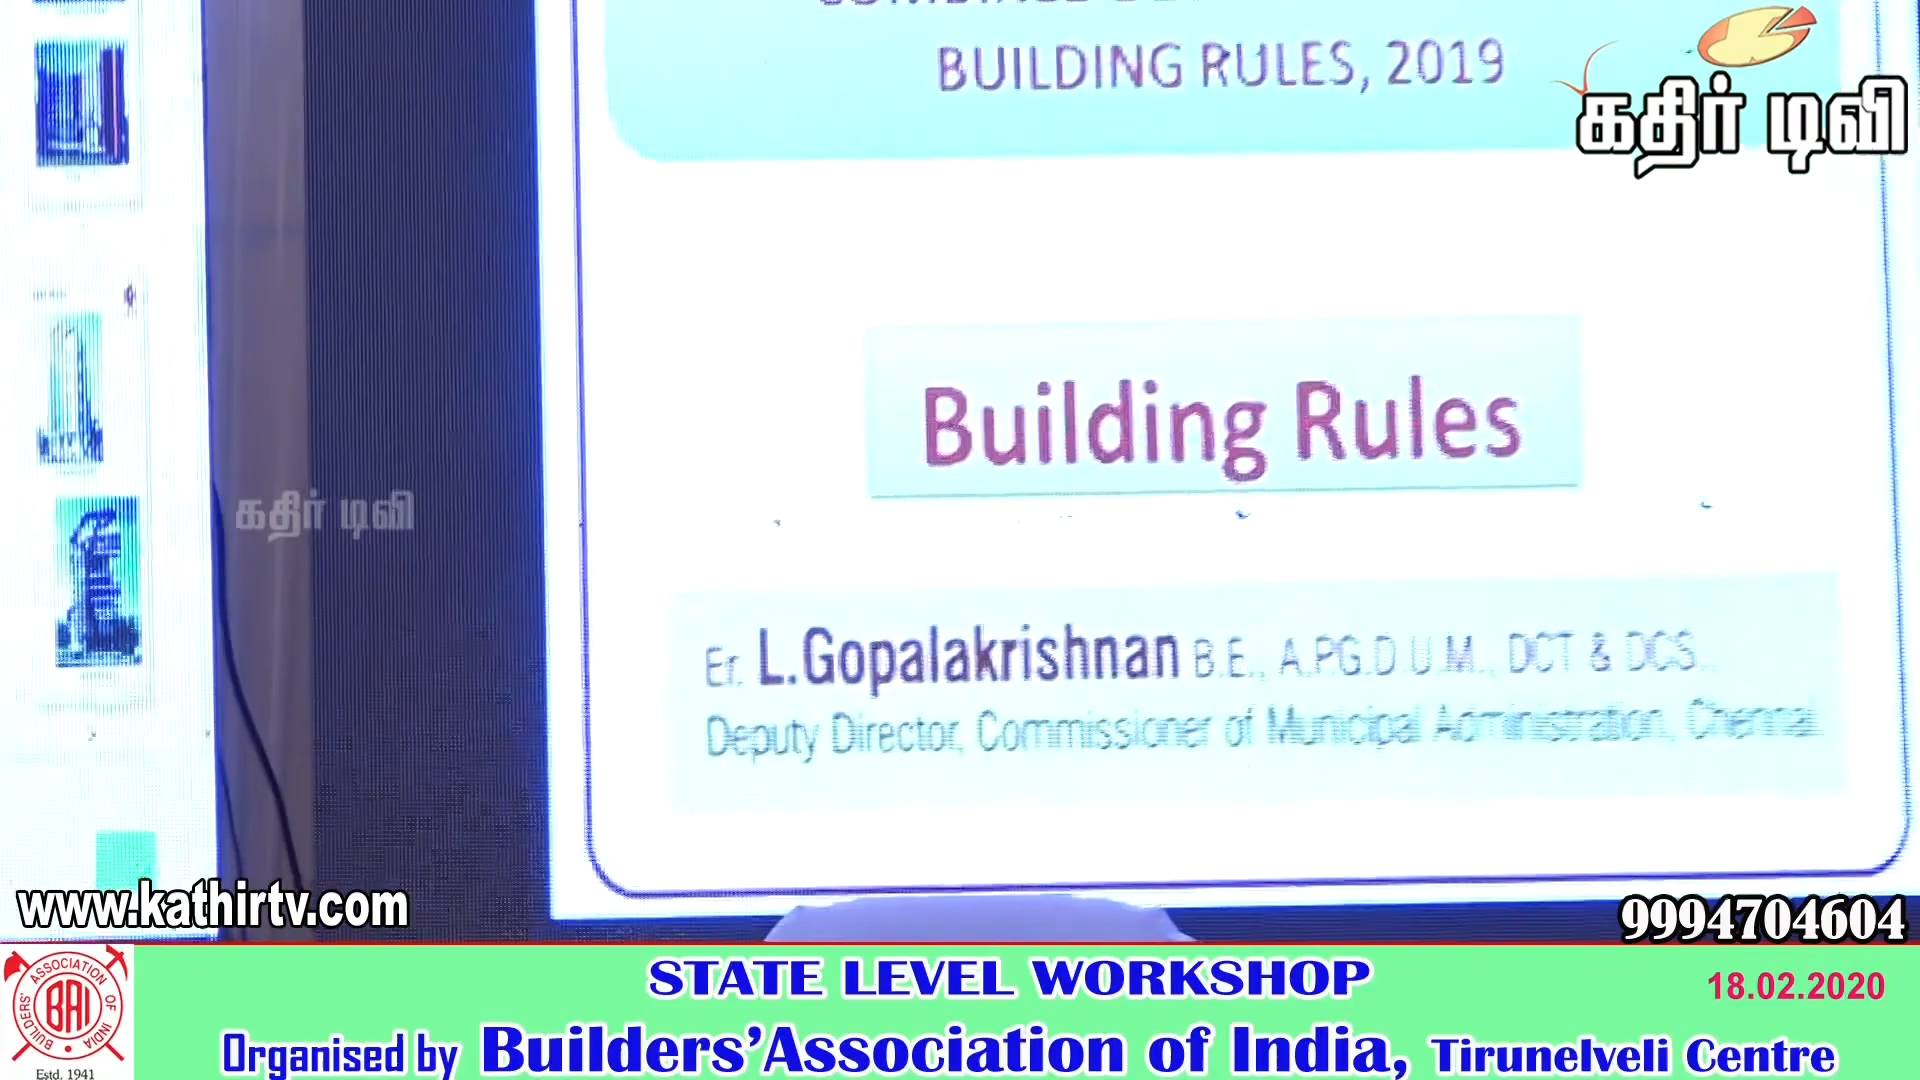 BUILDING RULES, 2019
கதிர் டிவி
Building Rules
கதிர் டிவி
Er. L.Gopalakrishnan B.E., A.P.G.D.U.M., DCT & DCS.,
Deputy Director, Commissioner of Municipal Administration, Chennai.
www.kathirtv.com
9994704604
BUILDERS' ASSOCIATION OF INDIA
BAI
Estd. 1941
STATE LEVEL WORKSHOP
18.02.2020
Organised by Builders'Association of India, Tirunelveli Centre